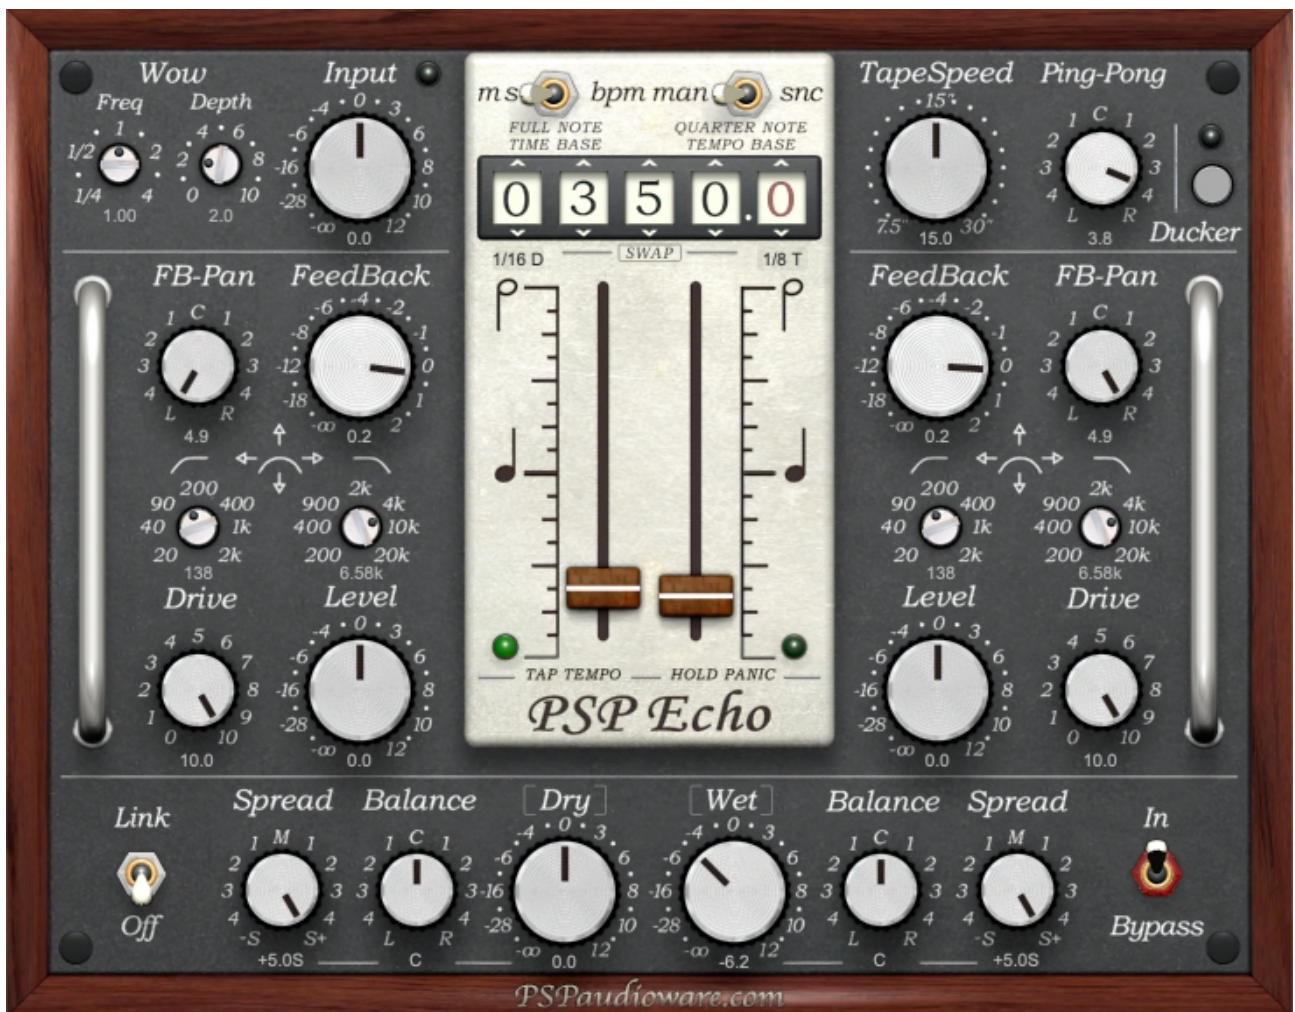 Wow Input
Freq Depth
1/4 1/2 1 2 4
1.00
0 2 4 6 8 10
2.0
-∞ -28 -16 -6 -4 0 3 6 8 10 12
0.0
ms bpm man snc
FULL NOTE TIME BASE
QUARTER NOTE TEMPO BASE
0350.0
SWAP
1/16 D 1/8 T
TapeSpeed
7.5" 15" 30"
15.0
Ping-Pong
L 4 3 2 1 C 1 2 3 4 R
3.8
Ducker
FB-Pan
L 4 3 2 1 C 1 2 3 4 R
4.9
FeedBack
-∞ -18 -12 -8 -6 -4 -2 -1 0 1 2
0.2
FeedBack
-∞ -18 -12 -8 -6 -4 -2 -1 0 1 2
0.2
FB-Pan
L 4 3 2 1 C 1 2 3 4 R
4.9
20 40 90 200 400 1k 2k
138
200 400 900 2k 4k 10k 20k
6.58k
20 40 90 200 400 1k 2k
138
200 400 900 2k 4k 10k 20k
6.58k
Drive
0 1 2 3 4 5 6 7 8 9 10
10.0
Level
-∞ -28 -16 -6 -4 0 3 6 8 10 12
0.0
TAP TEMPO HOLD PANIC
PSP Echo
Level
-∞ -28 -16 -6 -4 0 3 6 8 10 12
0.0
Drive
0 1 2 3 4 5 6 7 8 9 10
10.0
Link
Off
Spread
-S 4 3 2 1 M 1 2 3 4 S+
+5.0S
Balance
L 4 3 2 1 C 1 2 3 4 R
C
Dry
-∞ -28 -16 -6 -4 0 3 6 8 10 12
0.0
Wet
-∞ -28 -16 -6 -4 0 3 6 8 10 12
-6.2
Balance
L 4 3 2 1 C 1 2 3 4 R
C
Spread
-S 4 3 2 1 M 1 2 3 4 S+
+5.0S
In
Bypass
PSPaudioware.com